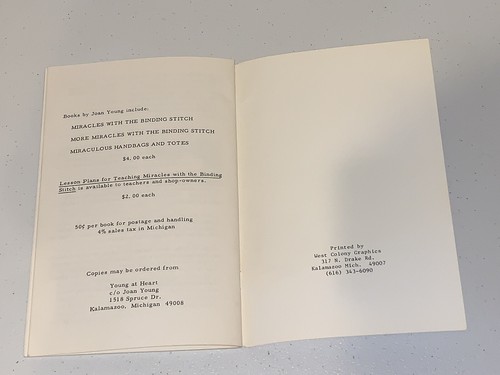 Books by Joan Young include:
MIRACLES WITH THE BINDING STITCH
MORE MIRACLES WITH THE BINDING STITCH
MIRACULOUS HANDBAGS AND TOTES
$4.00 each
Lesson Plans for Teaching Miracles with the Binding
Stitch is available to teachers and shop-owners.
$2.00 each
50¢ per book for postage and handling
4% sales tax in Michigan
Copies may be ordered from
Young at Heart
c/o Joan Young
1518 Spruce Dr.
Kalamazoo, Michigan 49008
Printed by
West Colony Graphics
317 N. Drake Rd.
Kalamazoo Mich. 49007
(616) 343-6090